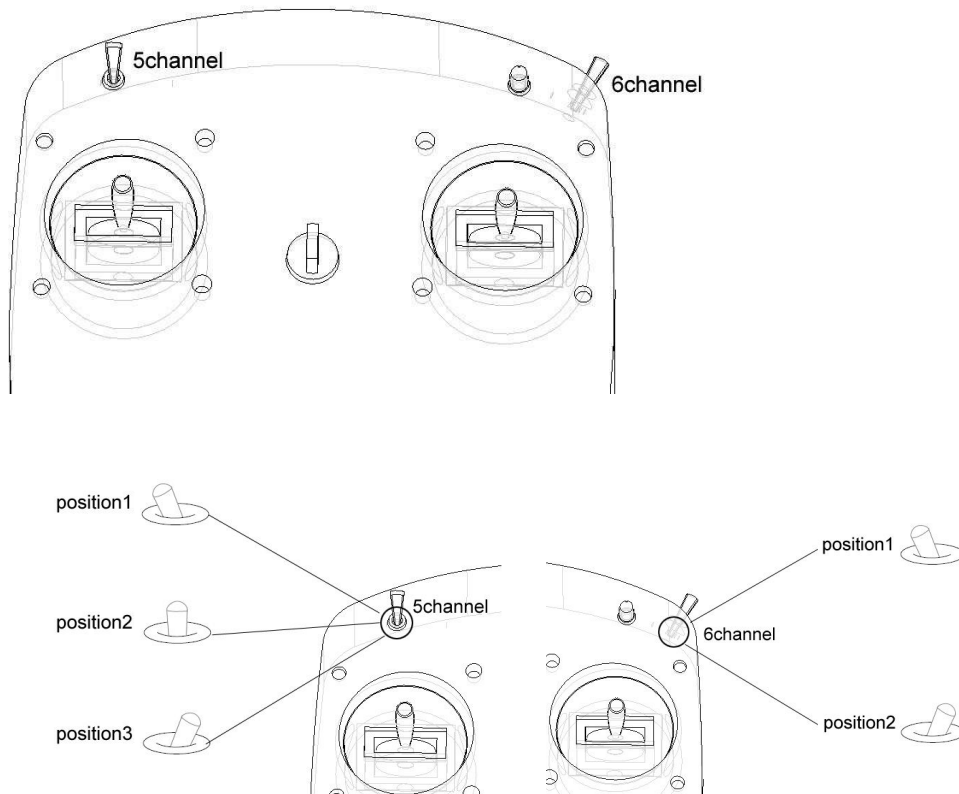 5channel
6channel
position1
position1
5channel
position2
6channel
position2
position3